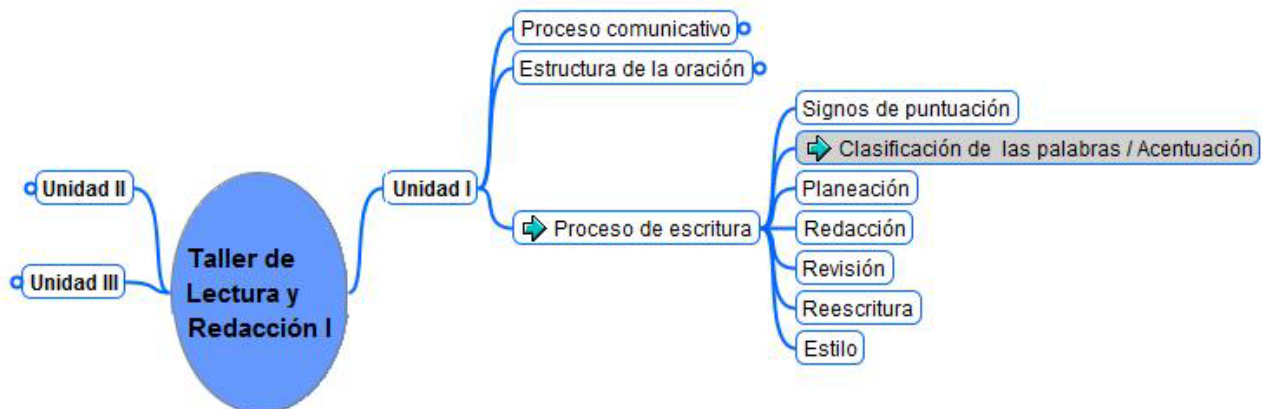 Taller de
Lectura y
Redacción I
Unidad I
Proceso comunicativo
Estructura de la oración
Proceso de escritura
Signos de puntuación
Clasificación de las palabras / Acentuación
Planeación
Redacción
Revisión
Reescritura
Estilo
Unidad II
Unidad III